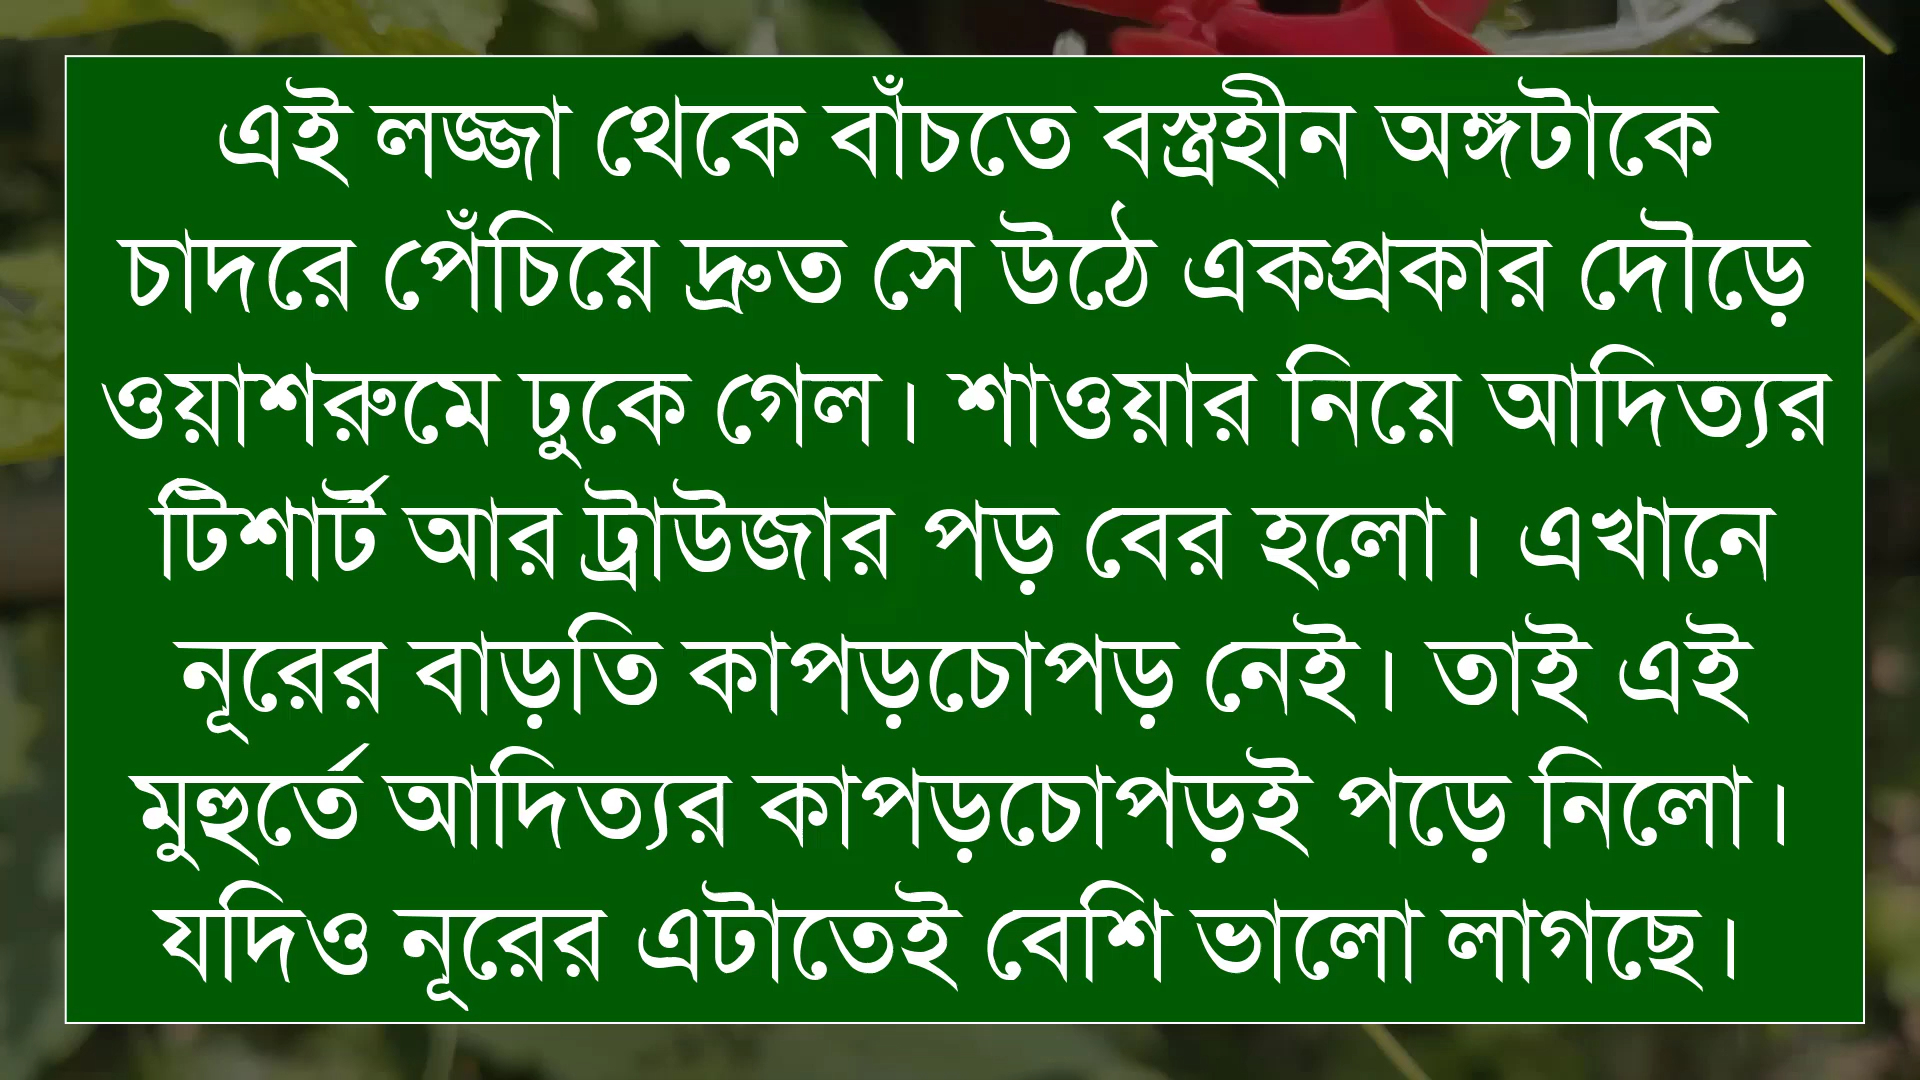 এই লজ্জা থেকে বাঁচতে বস্ত্রহীন অঙ্গটাকে
চাদরে পেঁচিয়ে দ্রুত সে উঠে একপ্রকার দৌড়ে
ওয়াশরুমে ঢুকে গেল। শাওয়ার নিয়ে আদিত্যর
টিশার্ট আর ট্রাউজার পড় বের হলো। এখানে
নূরের বাড়তি কাপড়চোপড় নেই। তাই এই
মুহুর্তে আদিত্যর কাপড়চোপড়ই পড়ে নিলো।
যদিও নূরের এটাতেই বেশি ভালো লাগছে।